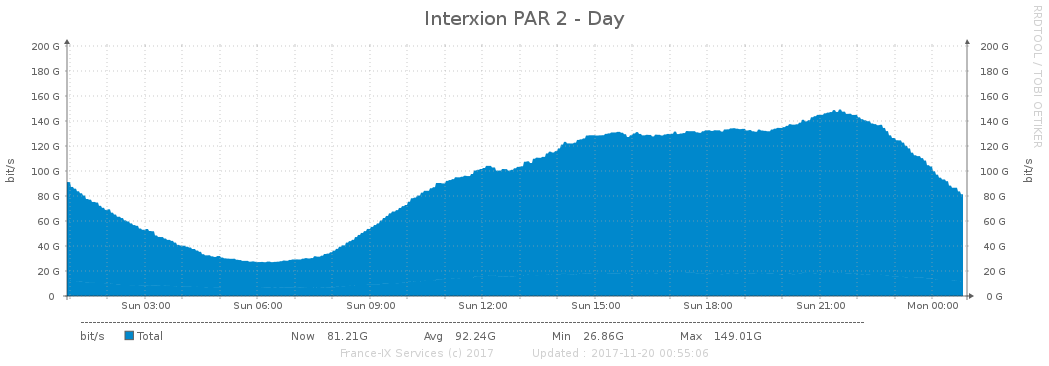 Interxion PAR 2 - Day
RRDTOOL / TOBI OETIKER
bit/s
bit/s
200 G 200 G
180 G 180 G
160 G 160 G
140 G 140 G
120 G 120 G
100 G 100 G
80 G 80 G
60 G 60 G
40 G 40 G
20 G 20 G
0 0 G
Sun 03:00 Sun 06:00 Sun 09:00 Sun 12:00 Sun 15:00 Sun 18:00 Sun 21:00 Mon 00:00
bit/s Total Now 81.21G Avg 92.24G Min 26.86G Max 149.01G
France-IX Services (c) 2017 Updated : 2017-11-20 00:55:06